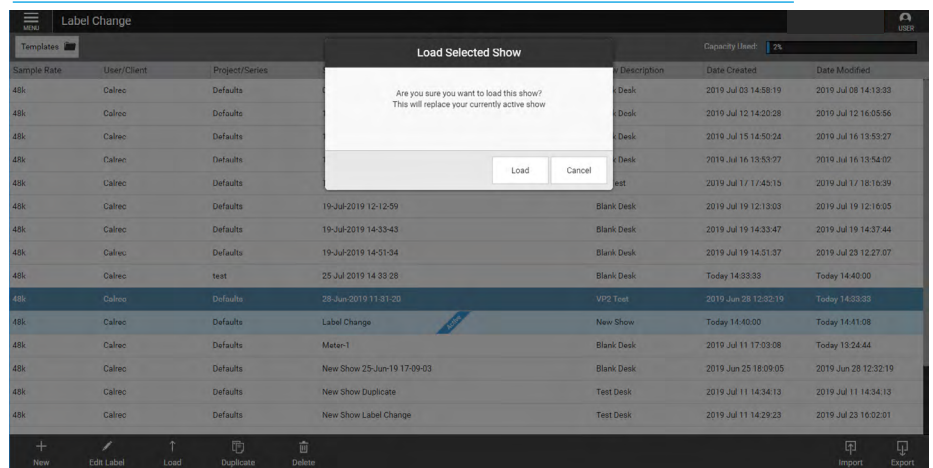 MENU Label Change USER
Templates Capacity Used: 2%
Load Selected Show
Are you sure you want to load this show?
This will replace your currently active show
Load Cancel
Sample Rate User/Client Project/Series Description Date Created Date Modified
48k Calrec Defaults Desk 2019 Jul 03 14:58:19 2019 Jul 08 14:13:33
48k Calrec Defaults Desk 2019 Jul 12 14:20:28 2019 Jul 12 16:05:56
48k Calrec Defaults Desk 2019 Jul 15 14:50:24 2019 Jul 16 13:53:27
48k Calrec Defaults Desk 2019 Jul 16 13:53:27 2019 Jul 16 13:54:02
48k Calrec Defaults 2019 Jul 17 17:45:15 2019 Jul 17 18:16:39
48k Calrec Defaults 19-Jul-2019 12-12-59 Blank Desk 2019 Jul 19 12:13:03 2019 Jul 19 12:16:05
48k Calrec Defaults 19-Jul-2019 14-33-43 Blank Desk 2019 Jul 19 14:33:47 2019 Jul 19 14:37:44
48k Calrec Defaults 19-Jul-2019 14-51-34 Blank Desk 2019 Jul 19 14:51:37 2019 Jul 23 12:27:07
48k Calrec test 25-Jul-2019 14 33 28 Blank Desk Today 14:33:33 Today 14:40:00
48k Calrec Defaults 28-Jun-2019 11-31-20 VP2 Test 2019 Jun 28 12:32:19 Today 14:33:33
48k Calrec Defaults Label Change Active New Show Today 14:40:00 Today 14:41:08
48k Calrec Defaults Meter-1 Blank Desk 2019 Jul 11 17:03:08 Today 13:24:44
48k Calrec Defaults New Show 25-Jun-19 17-09-03 Blank Desk 2019 Jun 25 18:09:05 2019 Jun 28 12:32:19
48k Calrec Defaults New Show Duplicate Test Desk 2019 Jul 11 14:34:13 2019 Jul 11 14:34:13
48k Calrec Defaults New Show Label Change Test Desk 2019 Jul 11 14:29:23 2019 Jul 23 16:02:01
New Edit Label Load Duplicate Delete Import Export